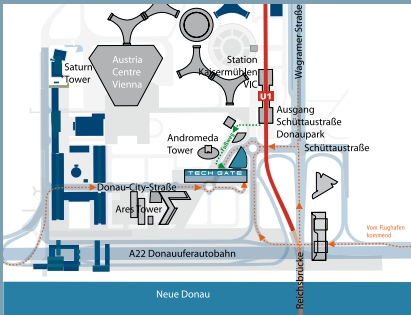 Wagramer Straße
Austria
Centre
Vienna
Station
Kaisermühlen
VIC
Saturn
Tower
U1
Ausgang
Schüttaustraße
Donaupark
Andromeda
Tower
Schüttaustraße
TECH GATE
Donau-City-Straße
Ares Tower
Vom Flughafen
kommend
A22 Donauuferautobahn
Reichsbrücke
Neue Donau